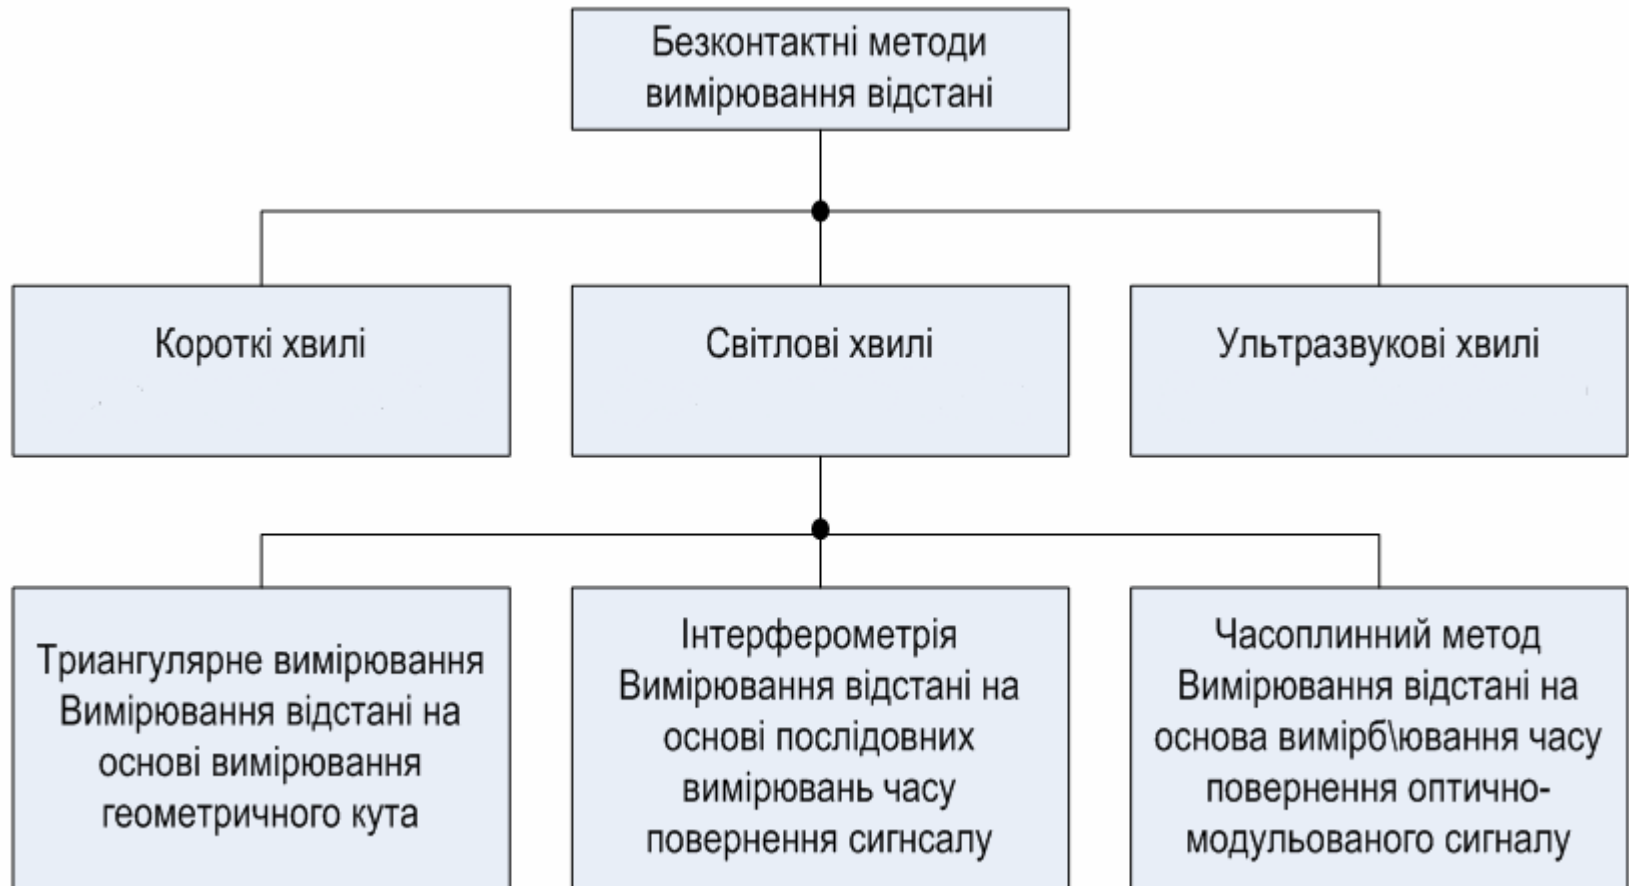 Безконтактні методи
вимірювання відстані
Короткі хвилі
Світлові хвилі
Ультразвукові хвилі
Триангулярне вимірювання
Вимірювання відстані на
основі вимірювання
геометричного кута
Інтерферометрія
Вимірювання відстані на
основі послідовних
вимірювань часу
повернення сигнсалу
Часоплинний метод
Вимірювання відстані на
основа вимірб\ювання часу
повернення оптично-
модульованого сигналу